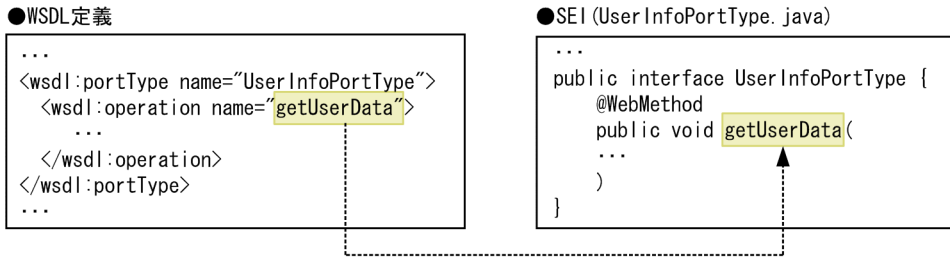 ●WSDL定義
...
<wsdl:portType name="UserInfoPortType">
<wsdl:operation name="getUserData">
...
</wsdl:operation>
</wsdl:portType>
...
●SEI(UserInfoPortType.java)
...
public interface UserInfoPortType {
@WebMethod
public void getUserData(
...
)
}